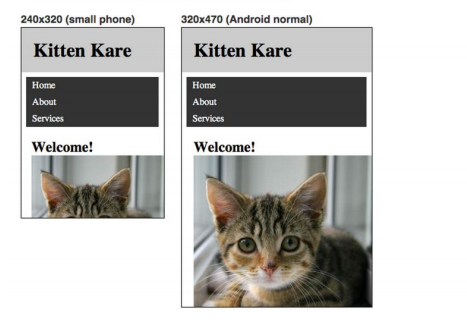 240x320 (small phone)
Kitten Kare
Home
About
Services
Welcome!
320x470 (Android normal)
Kitten Kare
Home
About
Services
Welcome!